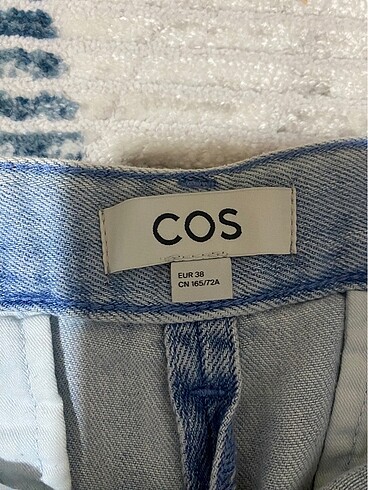 COS
EUR 38
CN 165/72A